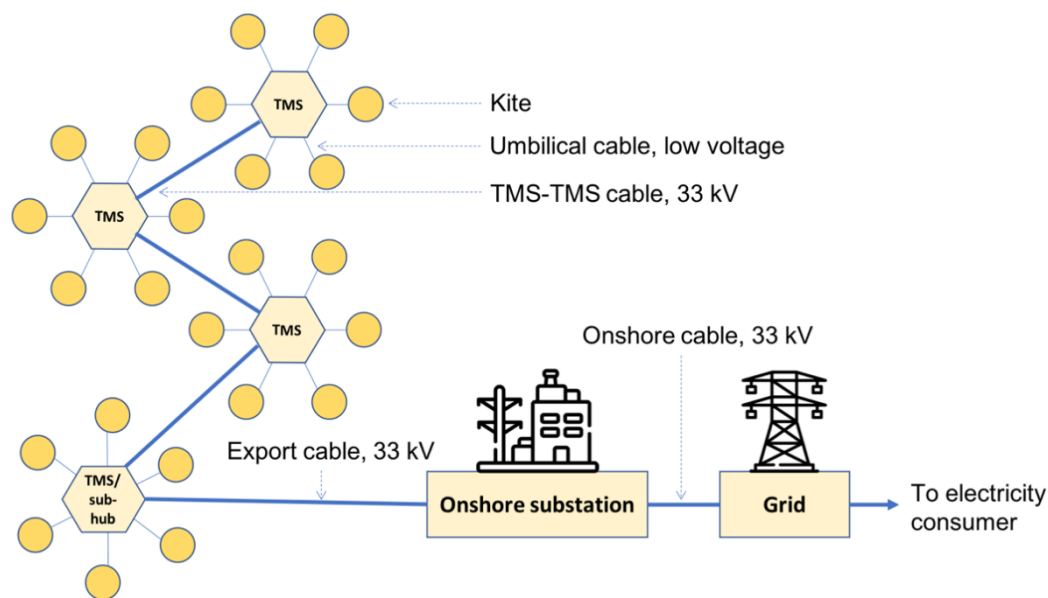 TMS
Kite
Umbilical cable, low voltage
TMS-TMS cable, 33 kV
TMS
TMS
Onshore cable, 33 kV
Export cable, 33 kV
TMS/
sub-
hub
Onshore substation
Grid
To electricity
consumer